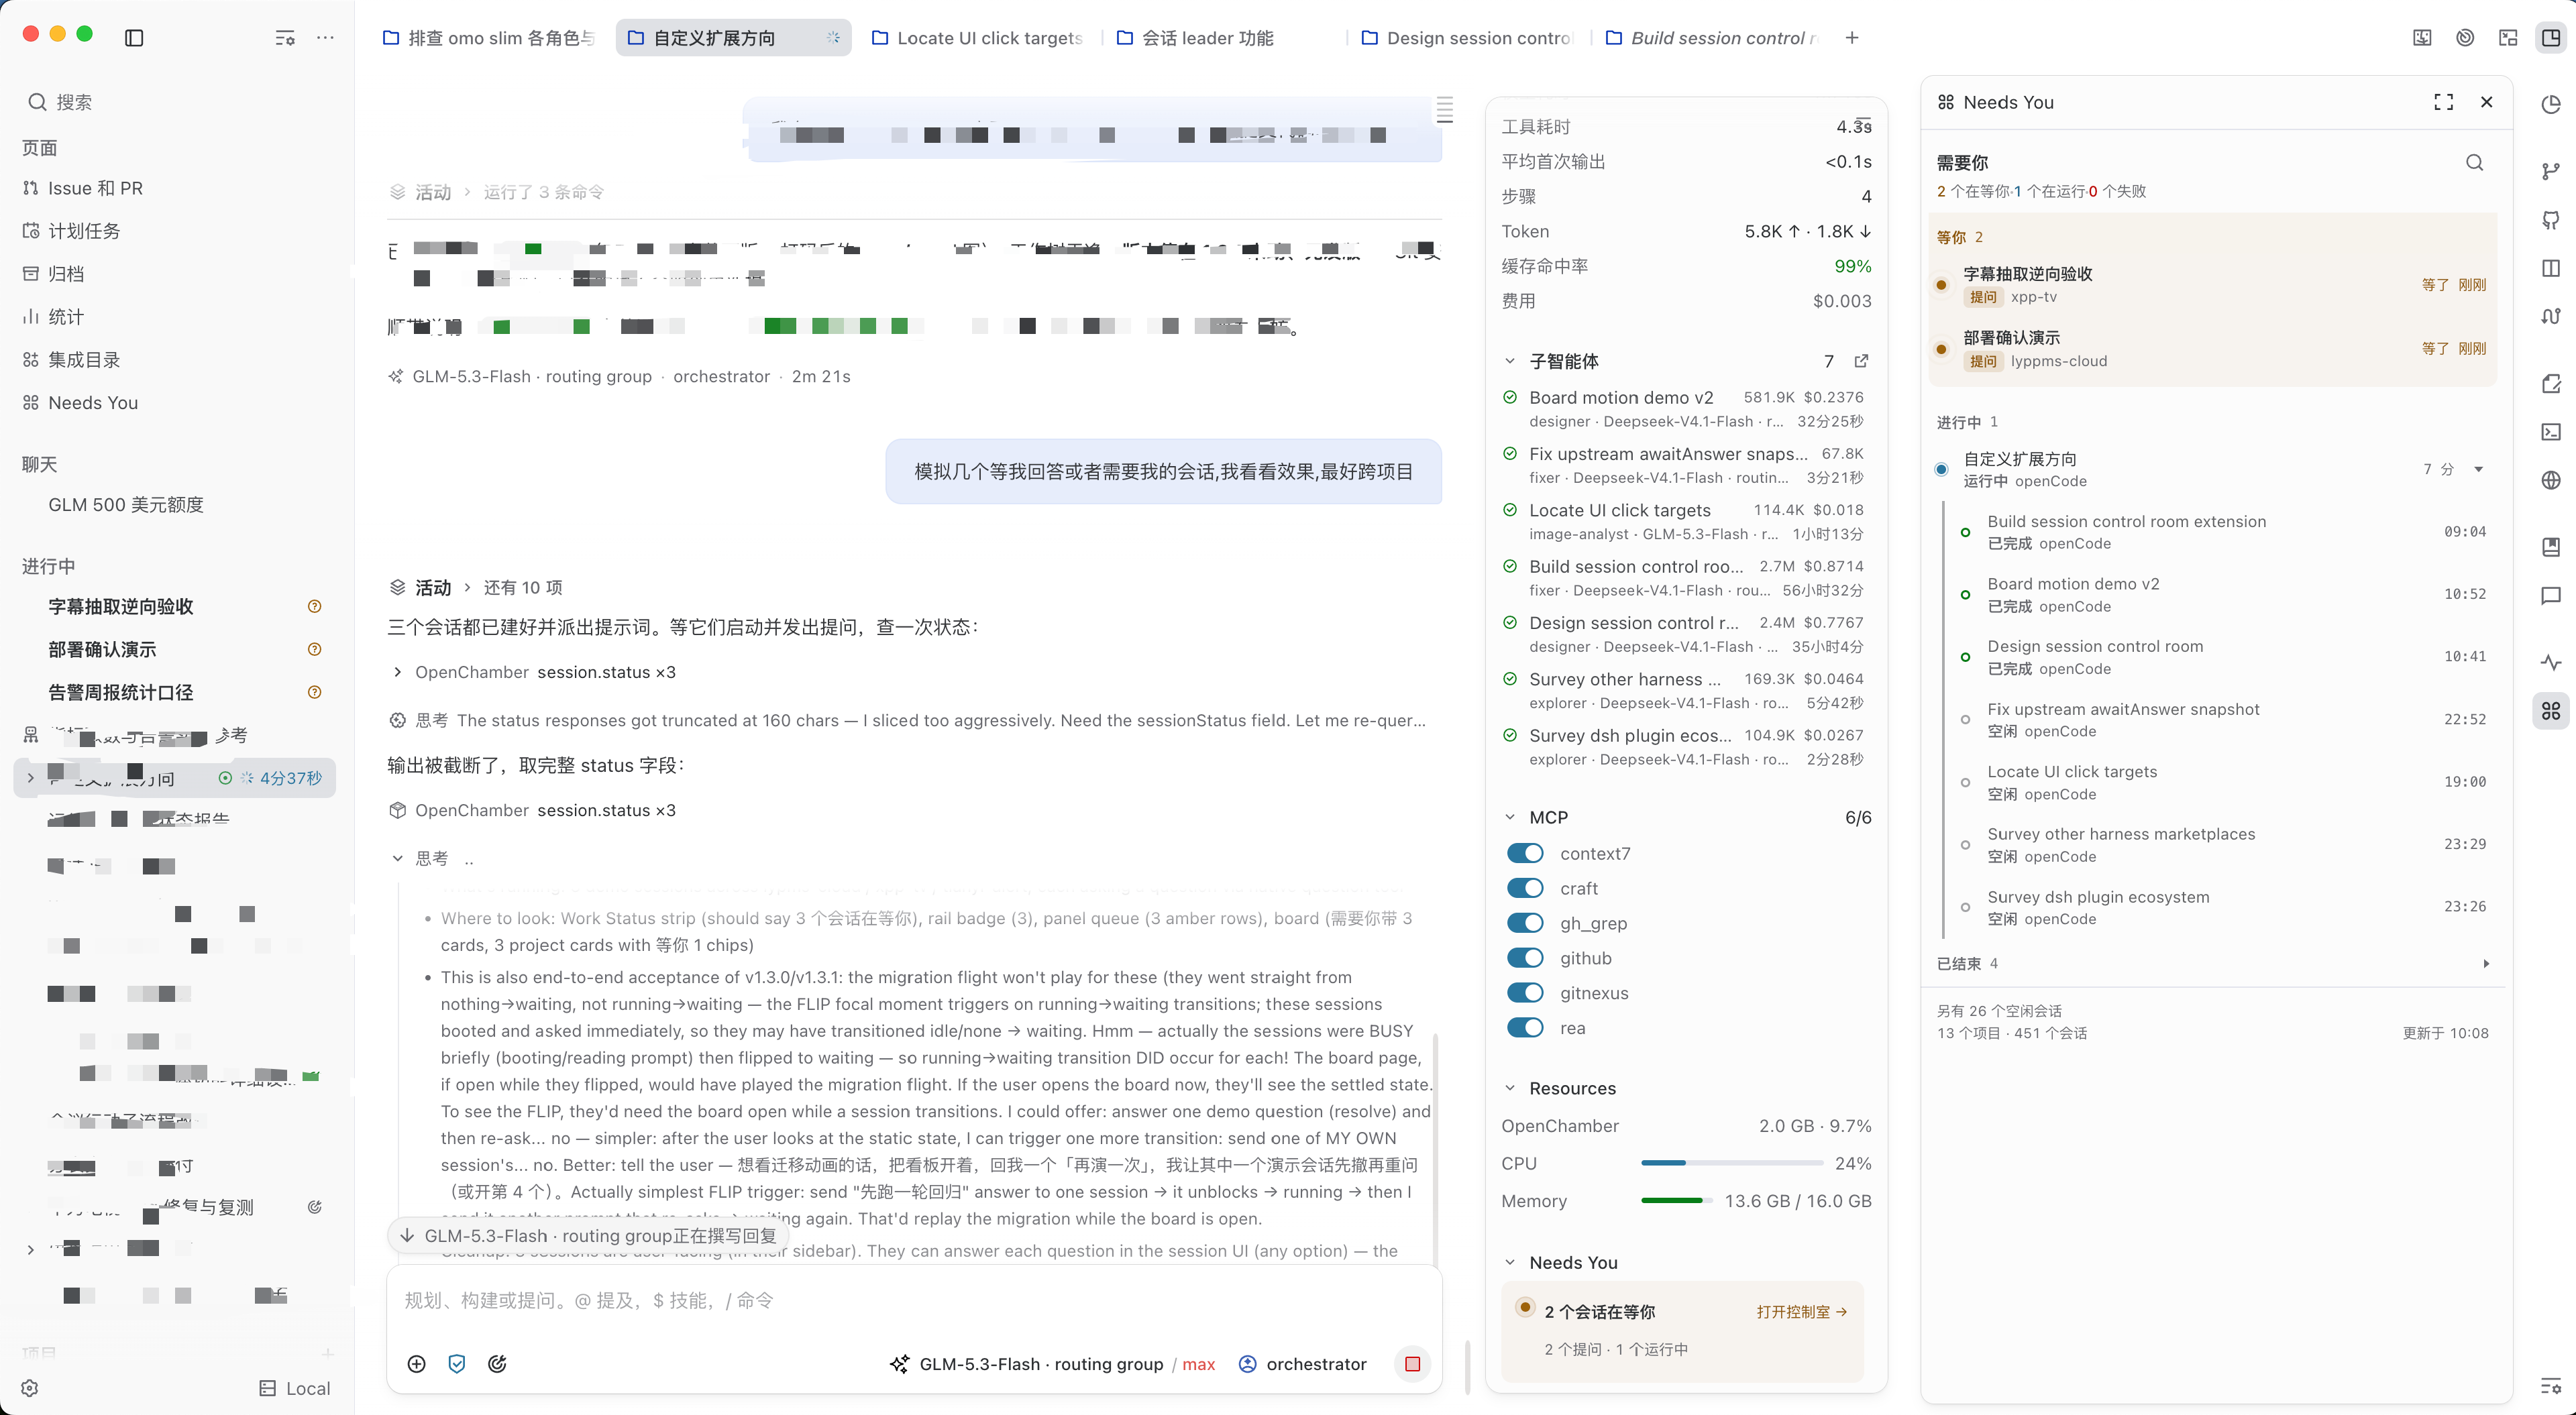 排查 omo slim 各角色与
自定义扩展方向
Locate UI click targets
会话 leader 功能
Design session contro
Build session control r
搜索
页面
Issue 和 PR
计划任务
归档
统计
集成目录
Needs You
聊天
GLM 500 美元额度
进行中
字幕抽取逆向验收
部署确认演示
告警周报统计口径
参考
4分37秒
状态报告
修复与复测
Local
活动 > 运行了 3 条命令
GLM-5.3-Flash · routing group · orchestrator · 2m 21s
模拟几个等我回答或者需要我的会话,我看看效果,最好跨项目
活动 > 还有 10 项
三个会话都已建好并派出提示词。等它们启动并发出提问，查一次状态：
OpenChamber session.status ×3
思考 The status responses got truncated at 160 chars — I sliced too aggressively. Need the sessionStatus field. Let me re-quer...
输出被截断了，取完整 status 字段：
OpenChamber session.status ×3
思考 ..
• Where to look: Work Status strip (should say 3 个会话在等你), rail badge (3), panel queue (3 amber rows), board (需要你带 3
cards, 3 project cards with 等你 1 chips)
• This is also end-to-end acceptance of v1.3.0/v1.3.1: the migration flight won't play for these (they went straight from
nothing→waiting, not running→waiting — the FLIP focal moment triggers on running→waiting transitions; these sessions
booted and asked immediately, so they may have transitioned idle/none → waiting. Hmm — actually the sessions were BUSY
briefly (booting/reading prompt) then flipped to waiting — so running→waiting transition DID occur for each! The board page,
if open while they flipped, would have played the migration flight. If the user opens the board now, they'll see the settled state.
To see the FLIP, they'd need the board open while a session transitions. I could offer: answer one demo question (resolve) and
then re-ask... no — simpler: after the user looks at the static state, I can trigger one more transition: send one of MY OWN
session's... no. Better: tell the user — 想看迁移动画的话，把看板开着，回我一个「再演一次」，我让其中一个演示会话先撤再重问
（或开第 4 个）。Actually simplest FLIP trigger: send "先跑一轮回归" answer to one session → it unblocks → running → then I
waiting again. That'd replay the migration while the board is open.
GLM-5.3-Flash · routing group正在撰写回复
sidebar). They can answer each question in the session UI (any option) — the
规划、构建或提问。@ 提及，$ 技能，/ 命令
GLM-5.3-Flash · routing group / max
orchestrator
工具耗时 4.3s
平均首次输出 <0.1s
步骤 4
Token 5.8K ↑ · 1.8K ↓
缓存命中率 99%
费用 $0.003
子智能体 7
Board motion demo v2 581.9K $0.2376
designer · Deepseek-V4.1-Flash · r... 32分25秒
Fix upstream awaitAnswer snaps... 67.8K
fixer · Deepseek-V4.1-Flash · routin... 3分21秒
Locate UI click targets 114.4K $0.018
image-analyst · GLM-5.3-Flash · r... 1小时13分
Build session control roo... 2.7M $0.8714
fixer · Deepseek-V4.1-Flash · rou... 56小时32分
Design session control r... 2.4M $0.7767
designer · Deepseek-V4.1-Flash · ... 35小时4分
Survey other harness ... 169.3K $0.0464
explorer · Deepseek-V4.1-Flash · ro... 5分42秒
Survey dsh plugin ecos... 104.9K $0.0267
explorer · Deepseek-V4.1-Flash · ro... 2分28秒
MCP 6/6
context7
craft
gh_grep
github
gitnexus
rea
Resources
OpenChamber 2.0 GB · 9.7%
CPU 24%
Memory 13.6 GB / 16.0 GB
Needs You
2 个会话在等你 打开控制室 →
2 个提问 · 1 个运行中
Needs You
需要你
2 个在等你·1 个在运行·0 个失败
等你 2
字幕抽取逆向验收
提问 xpp-tv 等了 刚刚
部署确认演示
提问 lyppms-cloud 等了 刚刚
进行中 1
自定义扩展方向
运行中 openCode 7 分
Build session control room extension
已完成 openCode 09:04
Board motion demo v2
已完成 openCode 10:52
Design session control room
已完成 openCode 10:41
Fix upstream awaitAnswer snapshot
空闲 openCode 22:52
Locate UI click targets
空闲 openCode 19:00
Survey other harness marketplaces
空闲 openCode 23:29
Survey dsh plugin ecosystem
空闲 openCode 23:26
已结束 4
另有 26 个空闲会话
13 个项目 · 451 个会话 更新于 10:08